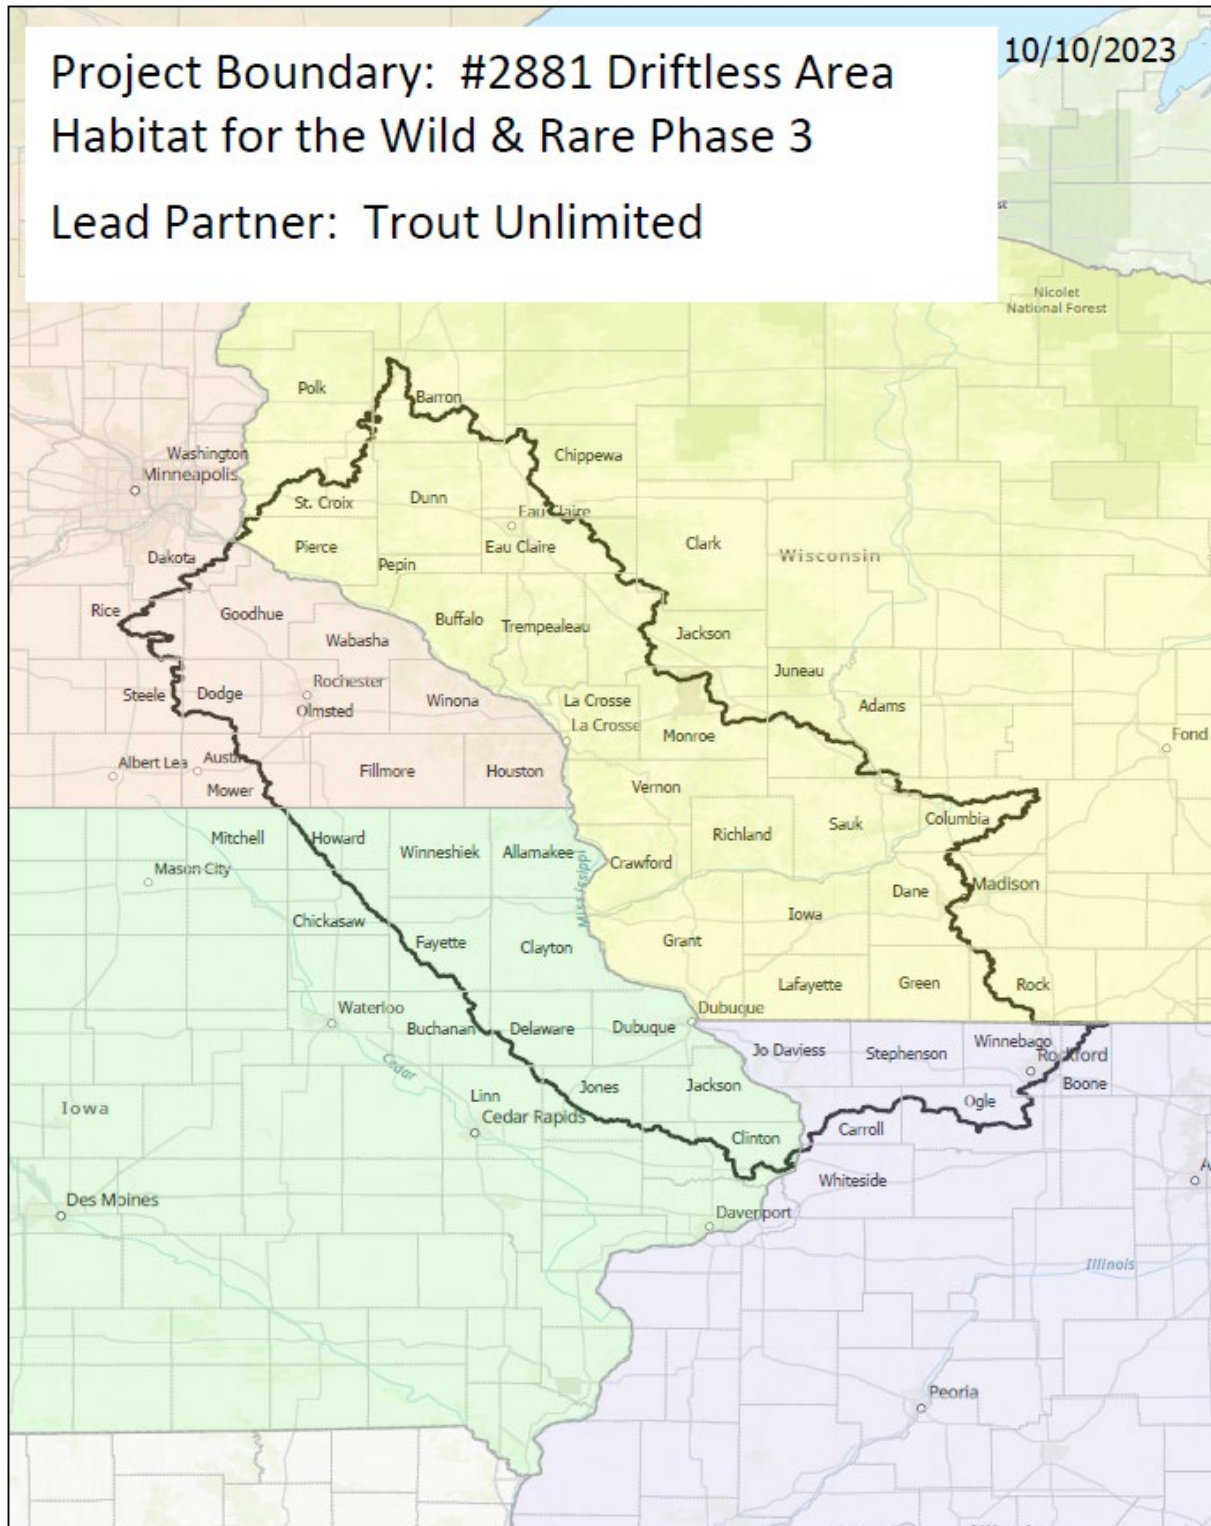 Project Boundary: #2881 Driftless Area
Habitat for the Wild & Rare Phase 3
Lead Partner: Trout Unlimited
10/10/2023
st
Nicolet
National Forest
Polk
Barron
Washington
Minneapolis
Chippewa
St. Croix
Dunn
Eau Claire
Eau Claire
Clark
Wisconsin
Dakota
Pierce
Pepin
Rice
Goodhue
Wabasha
Buffalo
Trempealeau
Jackson
Juneau
Steele
Dodge
Rochester
Olmsted
Winona
La Crosse
La Crosse
Adams
Monroe
Fond
Albert Lea
Austin
Mower
Fillmore
Houston
Vernon
Mitchell
Howard
Winneshiek
Allamakee
Mississippi
Crawford
Richland
Sauk
Columbia
Mason City
Dane
Madison
Chickasaw
Fayette
Clayton
Grant
Iowa
Lafayette
Green
Rock
Waterloo
Buchanan
Delaware
Dubuque
Dubuque
Jo Daviess
Stephenson
Winnebago
Rockford
Boone
Cedar
Linn
Jones
Jackson
Ogle
Iowa
Cedar Rapids
Clinton
Carroll
Whiteside
Des Moines
Davenport
A
Illinois
Peoria